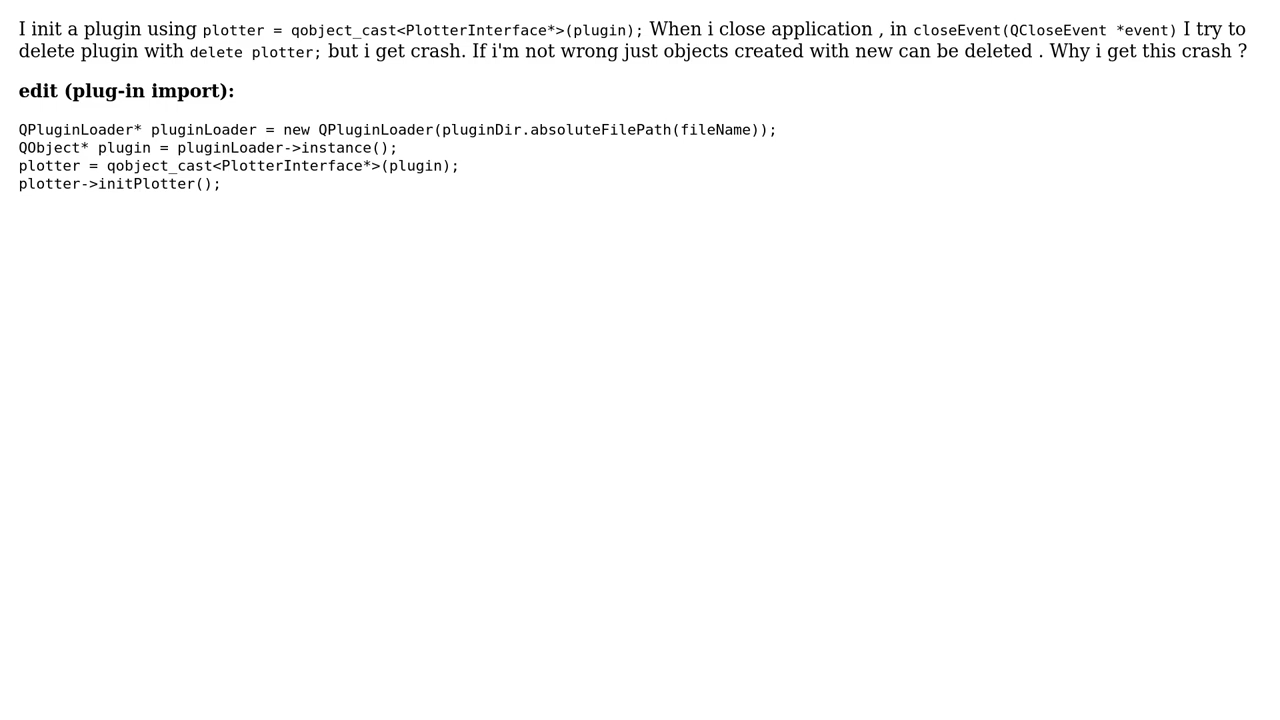 I init a plugin using plotter = qobject_cast<PlotterInterface*>(plugin); When i close application , in closeEvent(QCloseEvent *event) I try to
delete plugin with delete plotter; but i get crash. If i'm not wrong just objects created with new can be deleted . Why i get this crash ?
edit (plug-in import):
QPluginLoader* pluginLoader = new QPluginLoader(pluginDir.absoluteFilePath(fileName));
QObject* plugin = pluginLoader->instance();
plotter = qobject_cast<PlotterInterface*>(plugin);
plotter->initPlotter();